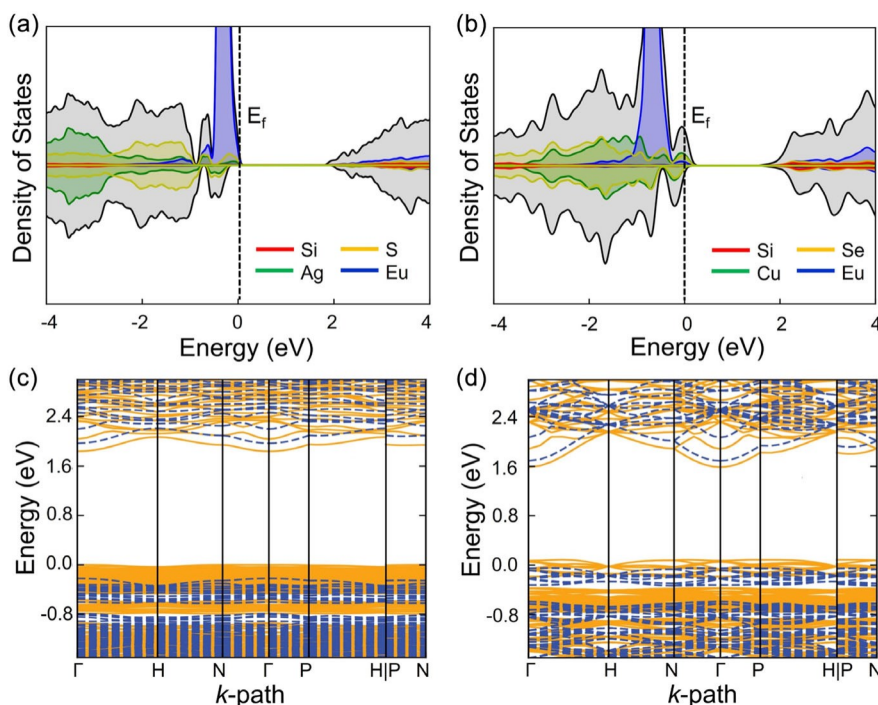 (a)
Density of States
E_f
Si
S
Ag
Eu
-4
-2
0
2
4
Energy (eV)
(b)
Density of States
E_f
Si
Se
Cu
Eu
-4
-2
0
2
4
Energy (eV)
(c)
Energy (eV)
2.4
1.6
0.8
0.0
-0.8
Γ
H
N
Γ
P
H|P
N
k-path
(d)
Energy (eV)
2.4
1.6
0.8
0.0
-0.8
Γ
H
N
Γ
P
H|P
N
k-path